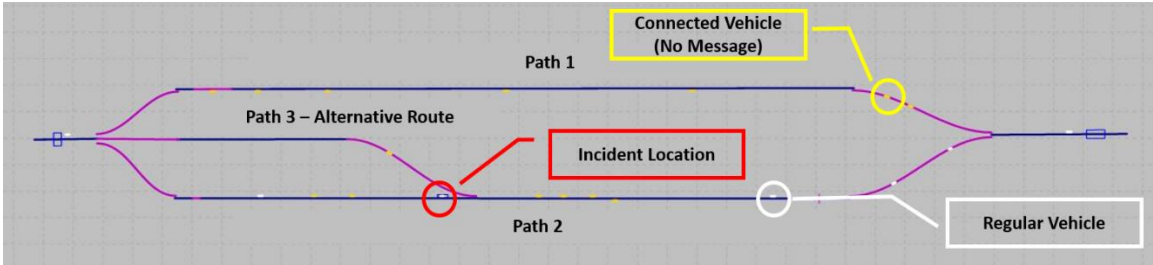 Connected Vehicle
(No Message)
Path 1
Path 3 – Alternative Route
Incident Location
Path 2
Regular Vehicle